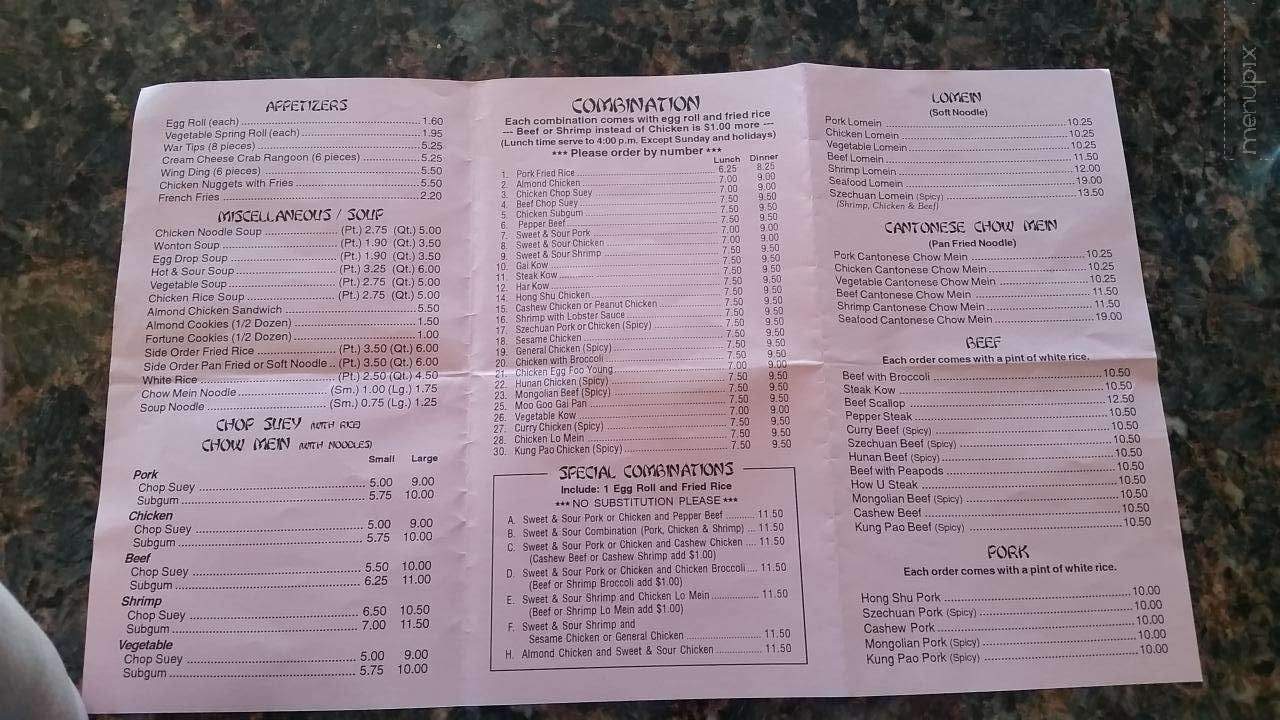 APPETIZERS
Egg Roll (each) 1.60
Vegetable Spring Roll (each) 1.95
War Tips (8 pieces) 5.25
Cream Cheese Crab Rangoon (6 pieces) 5.25
Wing Ding (6 pieces) 5.50
Chicken Nuggets with Fries 5.50
French Fries 2.20
MISCELLANEOUS / SOUP
Chicken Noodle Soup (Pt.) 2.75 (Qt.) 5.00
Wonton Soup (Pt.) 1.90 (Qt.) 3.50
Egg Drop Soup (Pt.) 1.90 (Qt.) 3.50
Hot & Sour Soup (Pt.) 3.25 (Qt.) 6.00
Vegetable Soup (Pt.) 2.75 (Qt.) 5.00
Chicken Rice Soup (Pt.) 2.75 (Qt.) 5.00
Almond Chicken Sandwich 5.50
Almond Cookies (1/2 Dozen) 1.50
Fortune Cookies (1/2 Dozen) 1.00
Side Order Fried Rice (Pt.) 3.50 (Qt.) 6.00
Side Order Pan Fried or Soft Noodle .. (Pt.) 3.50 (Qt.) 6.00
White Rice (Pt.) 2.50 (Qt.) 4.50
Chow Mein Noodle (Sm.) 1.00 (Lg.) 1.75
Soup Noodle (Sm.) 0.75 (Lg.) 1.25
CHOP SUEY (WITH RICE)
CHOW MEIN (WITH NOODLES)
Small Large
Pork
Chop Suey 5.00 9.00
Subgum 5.75 10.00
Chicken
Chop Suey 5.00 9.00
Subgum 5.75 10.00
Beef
Chop Suey 5.50 10.00
Subgum 6.25 11.00
Shrimp
Chop Suey 6.50 10.50
Subgum 7.00 11.50
Vegetable
Chop Suey 5.00 9.00
Subgum 5.75 10.00
COMBINATION
Each combination comes with egg roll and fried rice
--- Beef or Shrimp instead of Chicken is $1.00 more ---
(Lunch time serve to 4:00 p.m. Except Sunday and holidays)
*** Please order by number ***
Lunch Dinner
1. Pork Fried Rice 6.25 8.25
2. Almond Chicken 7.00 9.00
3. Chicken Chop Suey 7.00 9.00
4. Beef Chop Suey 7.50 9.50
5. Chicken Subgum 7.50 9.50
6. Pepper Beef 7.50 9.50
7. Sweet & Sour Pork 7.00 9.00
8. Sweet & Sour Chicken 7.00 9.00
9. Sweet & Sour Shrimp 7.50 9.50
10. Gai Kow 7.50 9.50
11. Steak Kow 7.50 9.50
12. Har Kow 7.50 9.50
14. Hong Shu Chicken 7.50 9.50
15. Cashew Chicken or Peanut Chicken 7.50 9.50
16. Shrimp with Lobster Sauce 7.50 9.50
17. Szechuan Pork or Chicken (Spicy) 7.50 9.50
18. Sesame Chicken 7.50 9.50
19. General Chicken (Spicy) 7.50 9.50
20. Chicken with Broccoli 7.50 9.50
21. Chicken Egg Foo Young 7.00 9.00
22. Hunan Chicken (Spicy) 7.50 9.50
23. Mongolian Beef (Spicy) 7.50 9.50
25. Moo Goo Gai Pan 7.50 9.50
26. Vegetable Kow 7.00 9.00
27. Curry Chicken (Spicy) 7.50 9.50
28. Chicken Lo Mein 7.50 9.50
30. Kung Pao Chicken (Spicy) 7.50 9.50
SPECIAL COMBINATIONS
Include: 1 Egg Roll and Fried Rice
***NO SUBSTITUTION PLEASE***
A. Sweet & Sour Pork or Chicken and Pepper Beef 11.50
B. Sweet & Sour Combination (Pork, Chicken & Shrimp) 11.50
C. Sweet & Sour Pork or Chicken and Cashew Chicken 11.50
(Cashew Beef or Cashew Shrimp add $1.00)
D. Sweet & Sour Pork or Chicken and Chicken Broccoli 11.50
(Beef or Shrimp Broccoli add $1.00)
E. Sweet & Sour Shrimp and Chicken Lo Mein 11.50
(Beef or Shrimp Lo Mein add $1.00)
F. Sweet & Sour Shrimp and
Sesame Chicken or General Chicken 11.50
H. Almond Chicken and Sweet & Sour Chicken 11.50
LOMEIN
(Soft Noodle)
Pork Lomein 10.25
Chicken Lomein 10.25
Vegetable Lomein 10.25
Beef Lomein 11.50
Shrimp Lomein 12.00
Seafood Lomein 19.00
Szechuan Lomein (Spicy) 13.50
(Shrimp, Chicken & Beef)
CANTONESE CHOW MEIN
(Pan Fried Noodle)
Pork Cantonese Chow Mein 10.25
Chicken Cantonese Chow Mein 10.25
Vegetable Cantonese Chow Mein 10.25
Beef Cantonese Chow Mein 11.50
Shrimp Cantonese Chow Mein 11.50
Seafood Cantonese Chow Mein 19.00
BEEF
Each order comes with a pint of white rice.
Beef with Broccoli 10.50
Steak Kow 10.50
Beef Scallop 12.50
Pepper Steak 10.50
Curry Beef (Spicy) 10.50
Szechuan Beef (Spicy) 10.50
Hunan Beef (Spicy) 10.50
Beef with Peapods 10.50
How U Steak 10.50
Mongolian Beef (Spicy) 10.50
Cashew Beef 10.50
Kung Pao Beef (Spicy) 10.50
PORK
Each order comes with a pint of white rice.
Hong Shu Pork 10.00
Szechuan Pork (Spicy) 10.00
Cashew Pork 10.00
Mongolian Pork (Spicy) 10.00
Kung Pao Pork (Spicy) 10.00
menupix